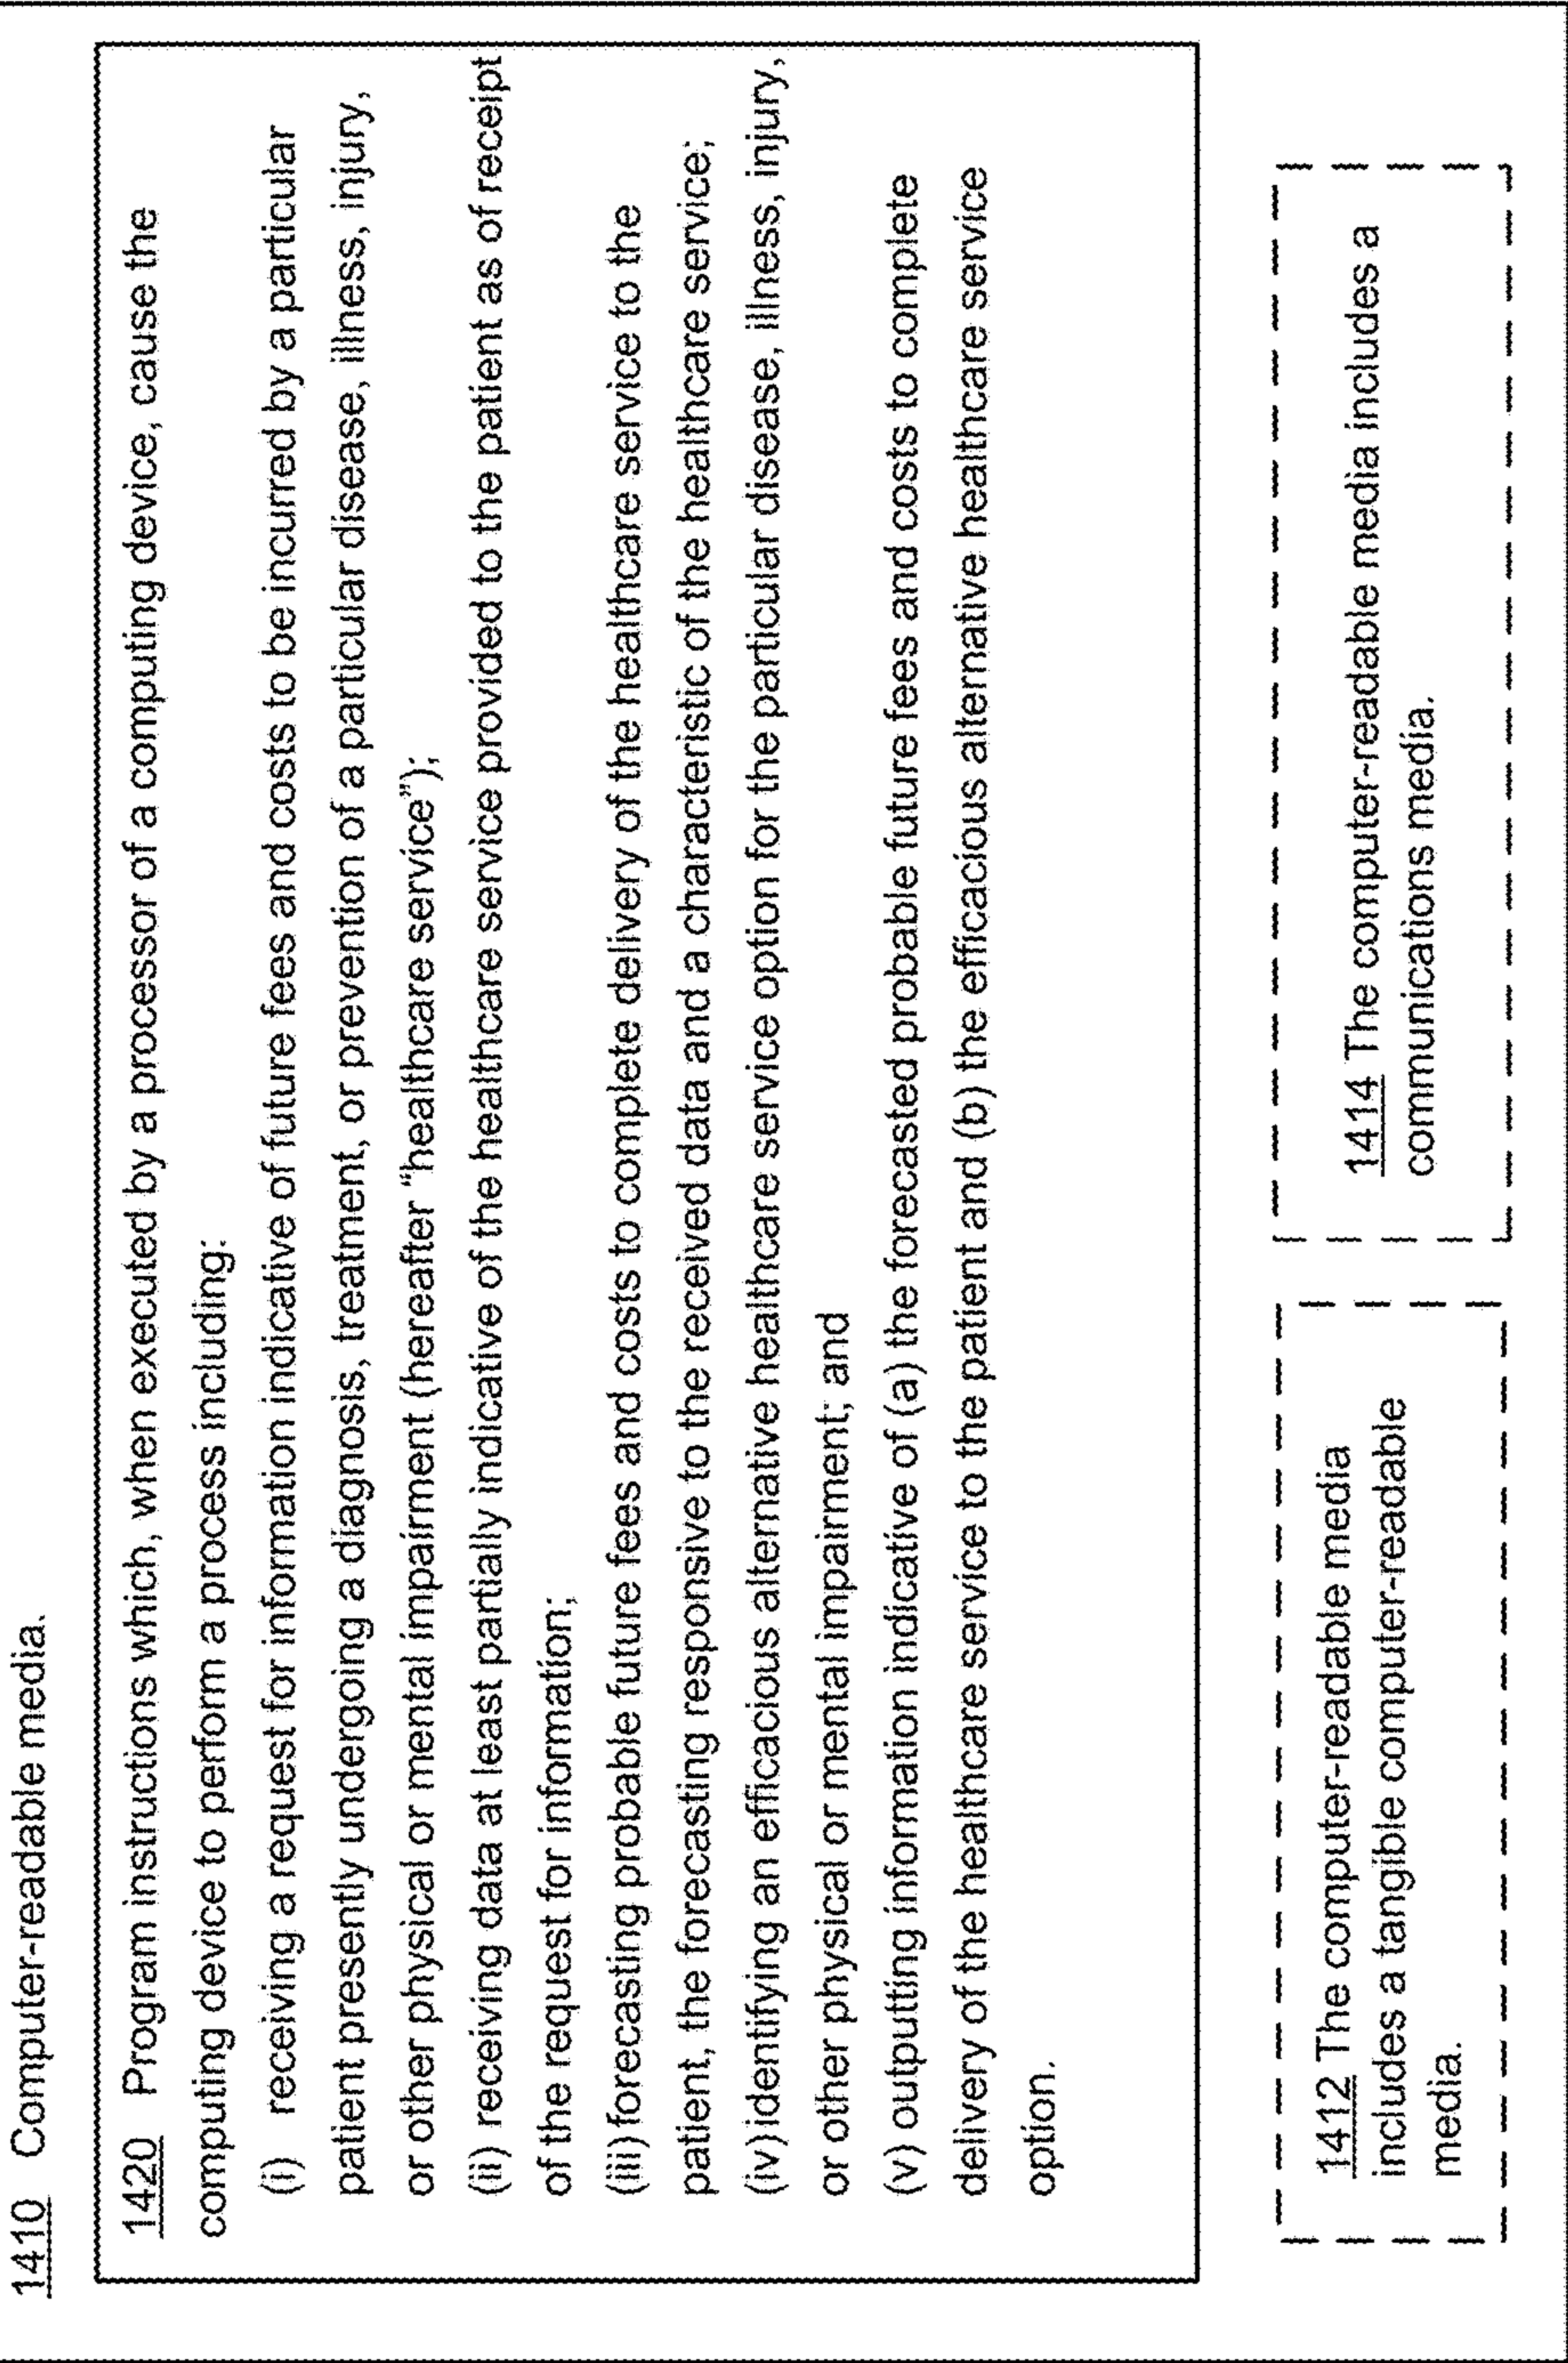 1410 Computer-readable media.
1420 Program instructions which, when executed by a processor of a computing device, cause the
computing device to perform a process including:
(i) receiving a request for information indicative of future fees and costs to be incurred by a particular
patient presently undergoing a diagnosis, treatment, or prevention of a particular disease, illness, injury,
or other physical or mental impairment (hereafter "healthcare service");
(ii) receiving data at least partially indicative of the healthcare service provided to the patient as of receipt
of the request for information;
(iii) forecasting probable future fees and costs to complete delivery of the healthcare service to the
patient, the forecasting responsive to the received data and a characteristic of the healthcare service;
(iv) identifying an efficacious alternative healthcare service option for the particular disease, illness, injury,
or other physical or mental impairment; and
(v) outputting information indicative of (a) the forecasted probable future fees and costs to complete
delivery of the healthcare service to the patient and (b) the efficacious alternative healthcare service
option.
1412 The computer-readable media
includes a tangible computer-readable
media.
1414 The computer-readable media includes a
communications media.